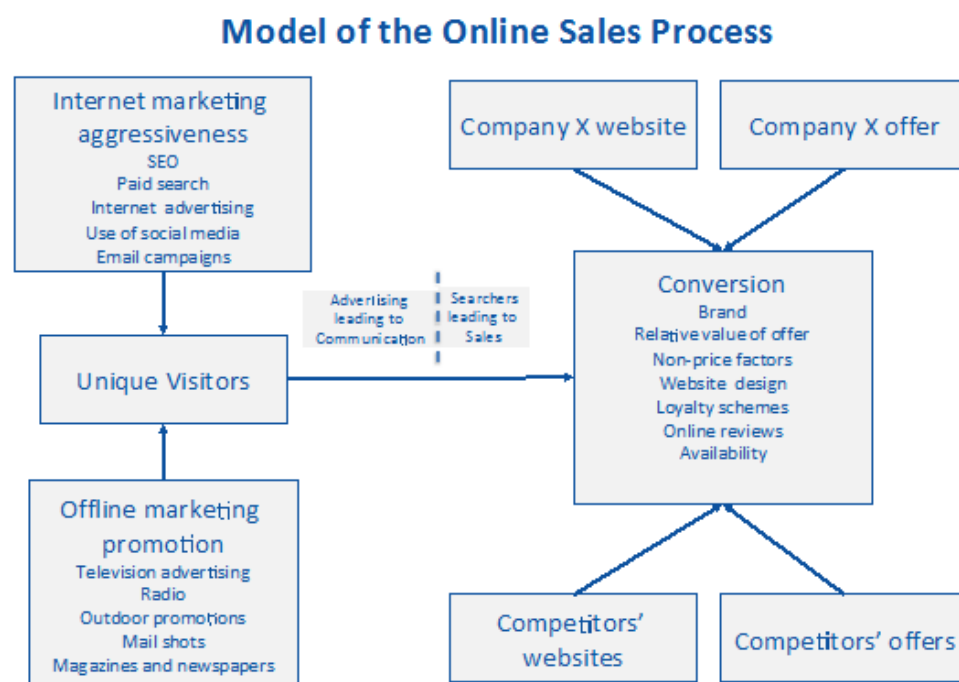 Model of the Online Sales Process
Internet marketing
aggressiveness
SEO
Paid search
Internet advertising
Use of social media
Email campaigns
Company X website
Company X offer
Advertising
leading to
Communication
Searchers
leading to
Sales
Unique Visitors
Conversion
Brand
Relative value of offer
Non-price factors
Website design
Loyalty schemes
Online reviews
Availability
Offline marketing
promotion
Television advertising
Radio
Outdoor promotions
Mail shots
Magazines and newspapers
Competitors’
websites
Competitors’ offers